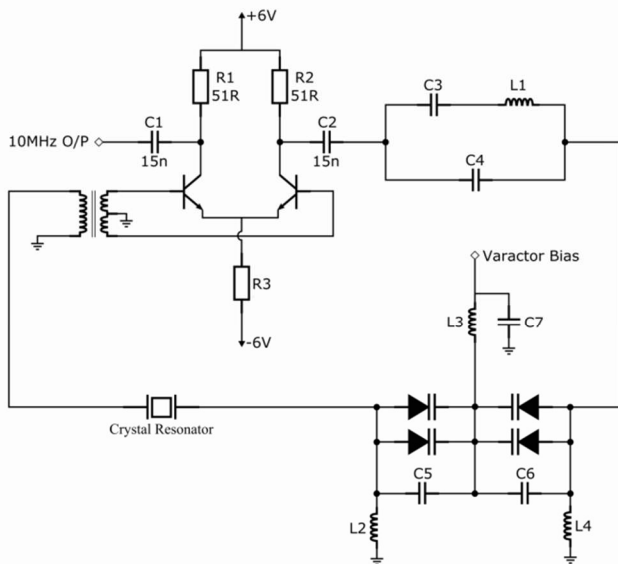 +6V
R1
51R
R2
51R
C3
L1
C1
15n
C2
15n
10MHz O/P
C4
R3
-6V
Varactor Bias
L3
C7
Crystal Resonator
C5
C6
L2
L4